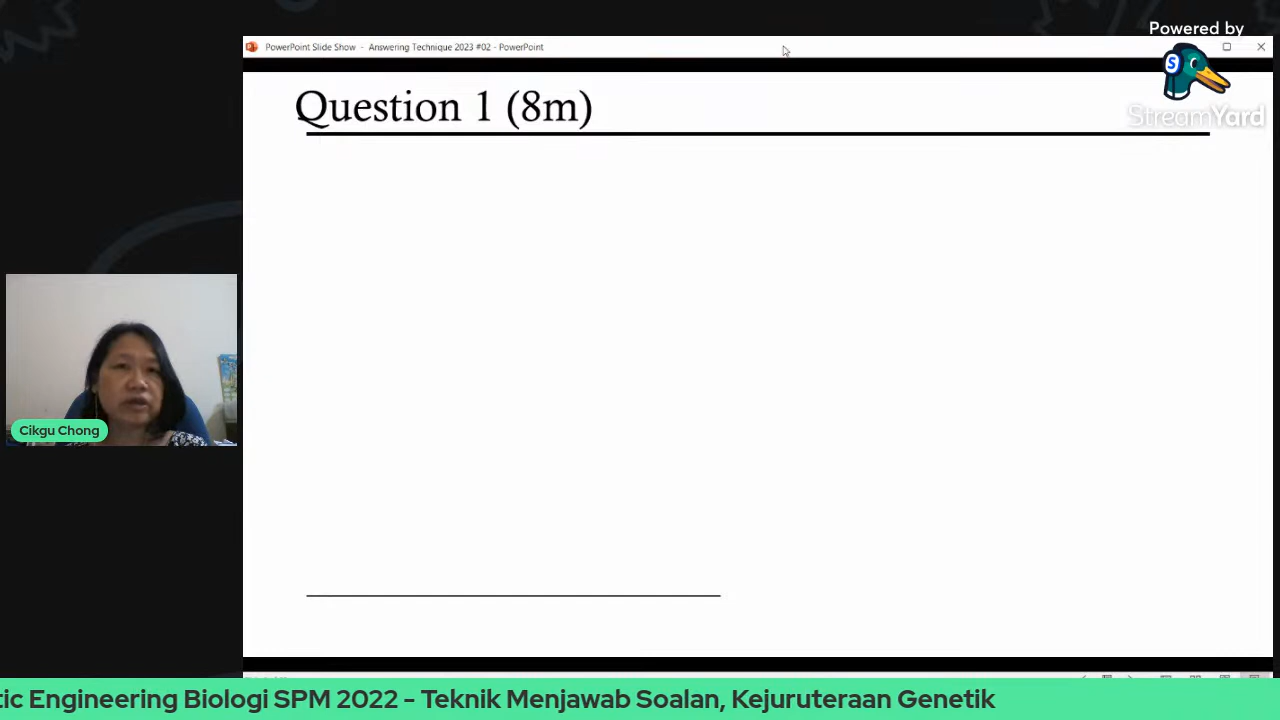 Powered by
StreamYard
PowerPoint Slide Show - Answering Technique 2023 #02 - PowerPoint
Question 1 (8m)
Cikgu Chong
tic Engineering Biologi SPM 2022 - Teknik Menjawab Soalan, Kejuruteraan Genetik